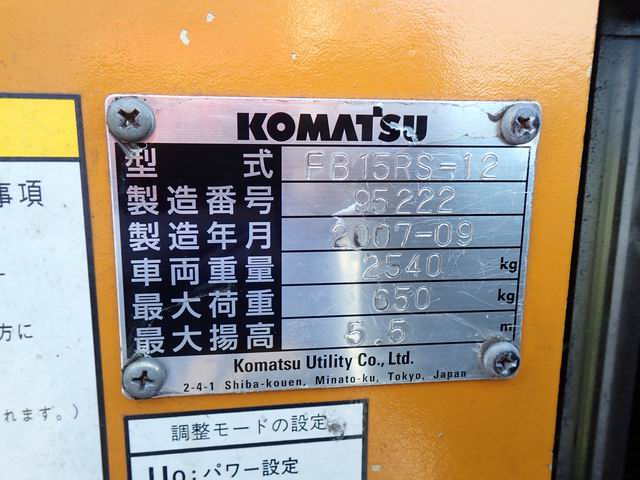 KOMATSU
型式 FB15RS-12
製造番号 95222
製造年月 2007-09
車両重量 2540 kg
最大荷重 650 kg
最大揚高 5.5 m
Komatsu Utility Co., Ltd.
2-4-1 Shiba-kouen, Minato-ku, Tokyo, Japan
事項
方に
れます。)
調整モードの設定
Uo:パワー設定